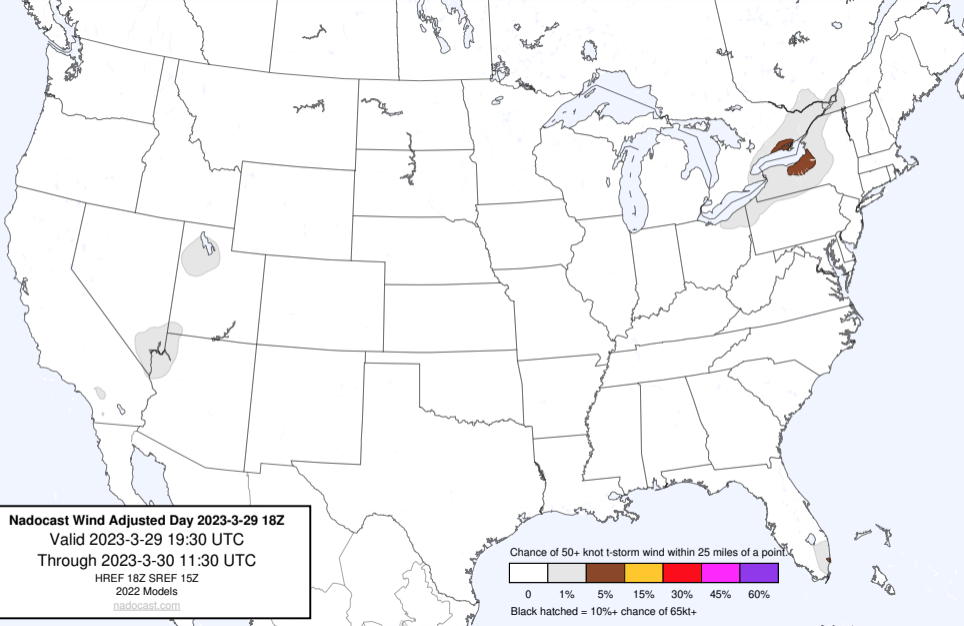 Nadocast Wind Adjusted Day 2023-3-29 18Z
Valid 2023-3-29 19:30 UTC
Through 2023-3-30 11:30 UTC
HREF 18Z SREF 15Z
2022 Models
nadocast.com
Chance of 50+ knot t-storm wind within 25 miles of a point.
0 1% 5% 15% 30% 45% 60%
Black hatched = 10%+ chance of 65kt+